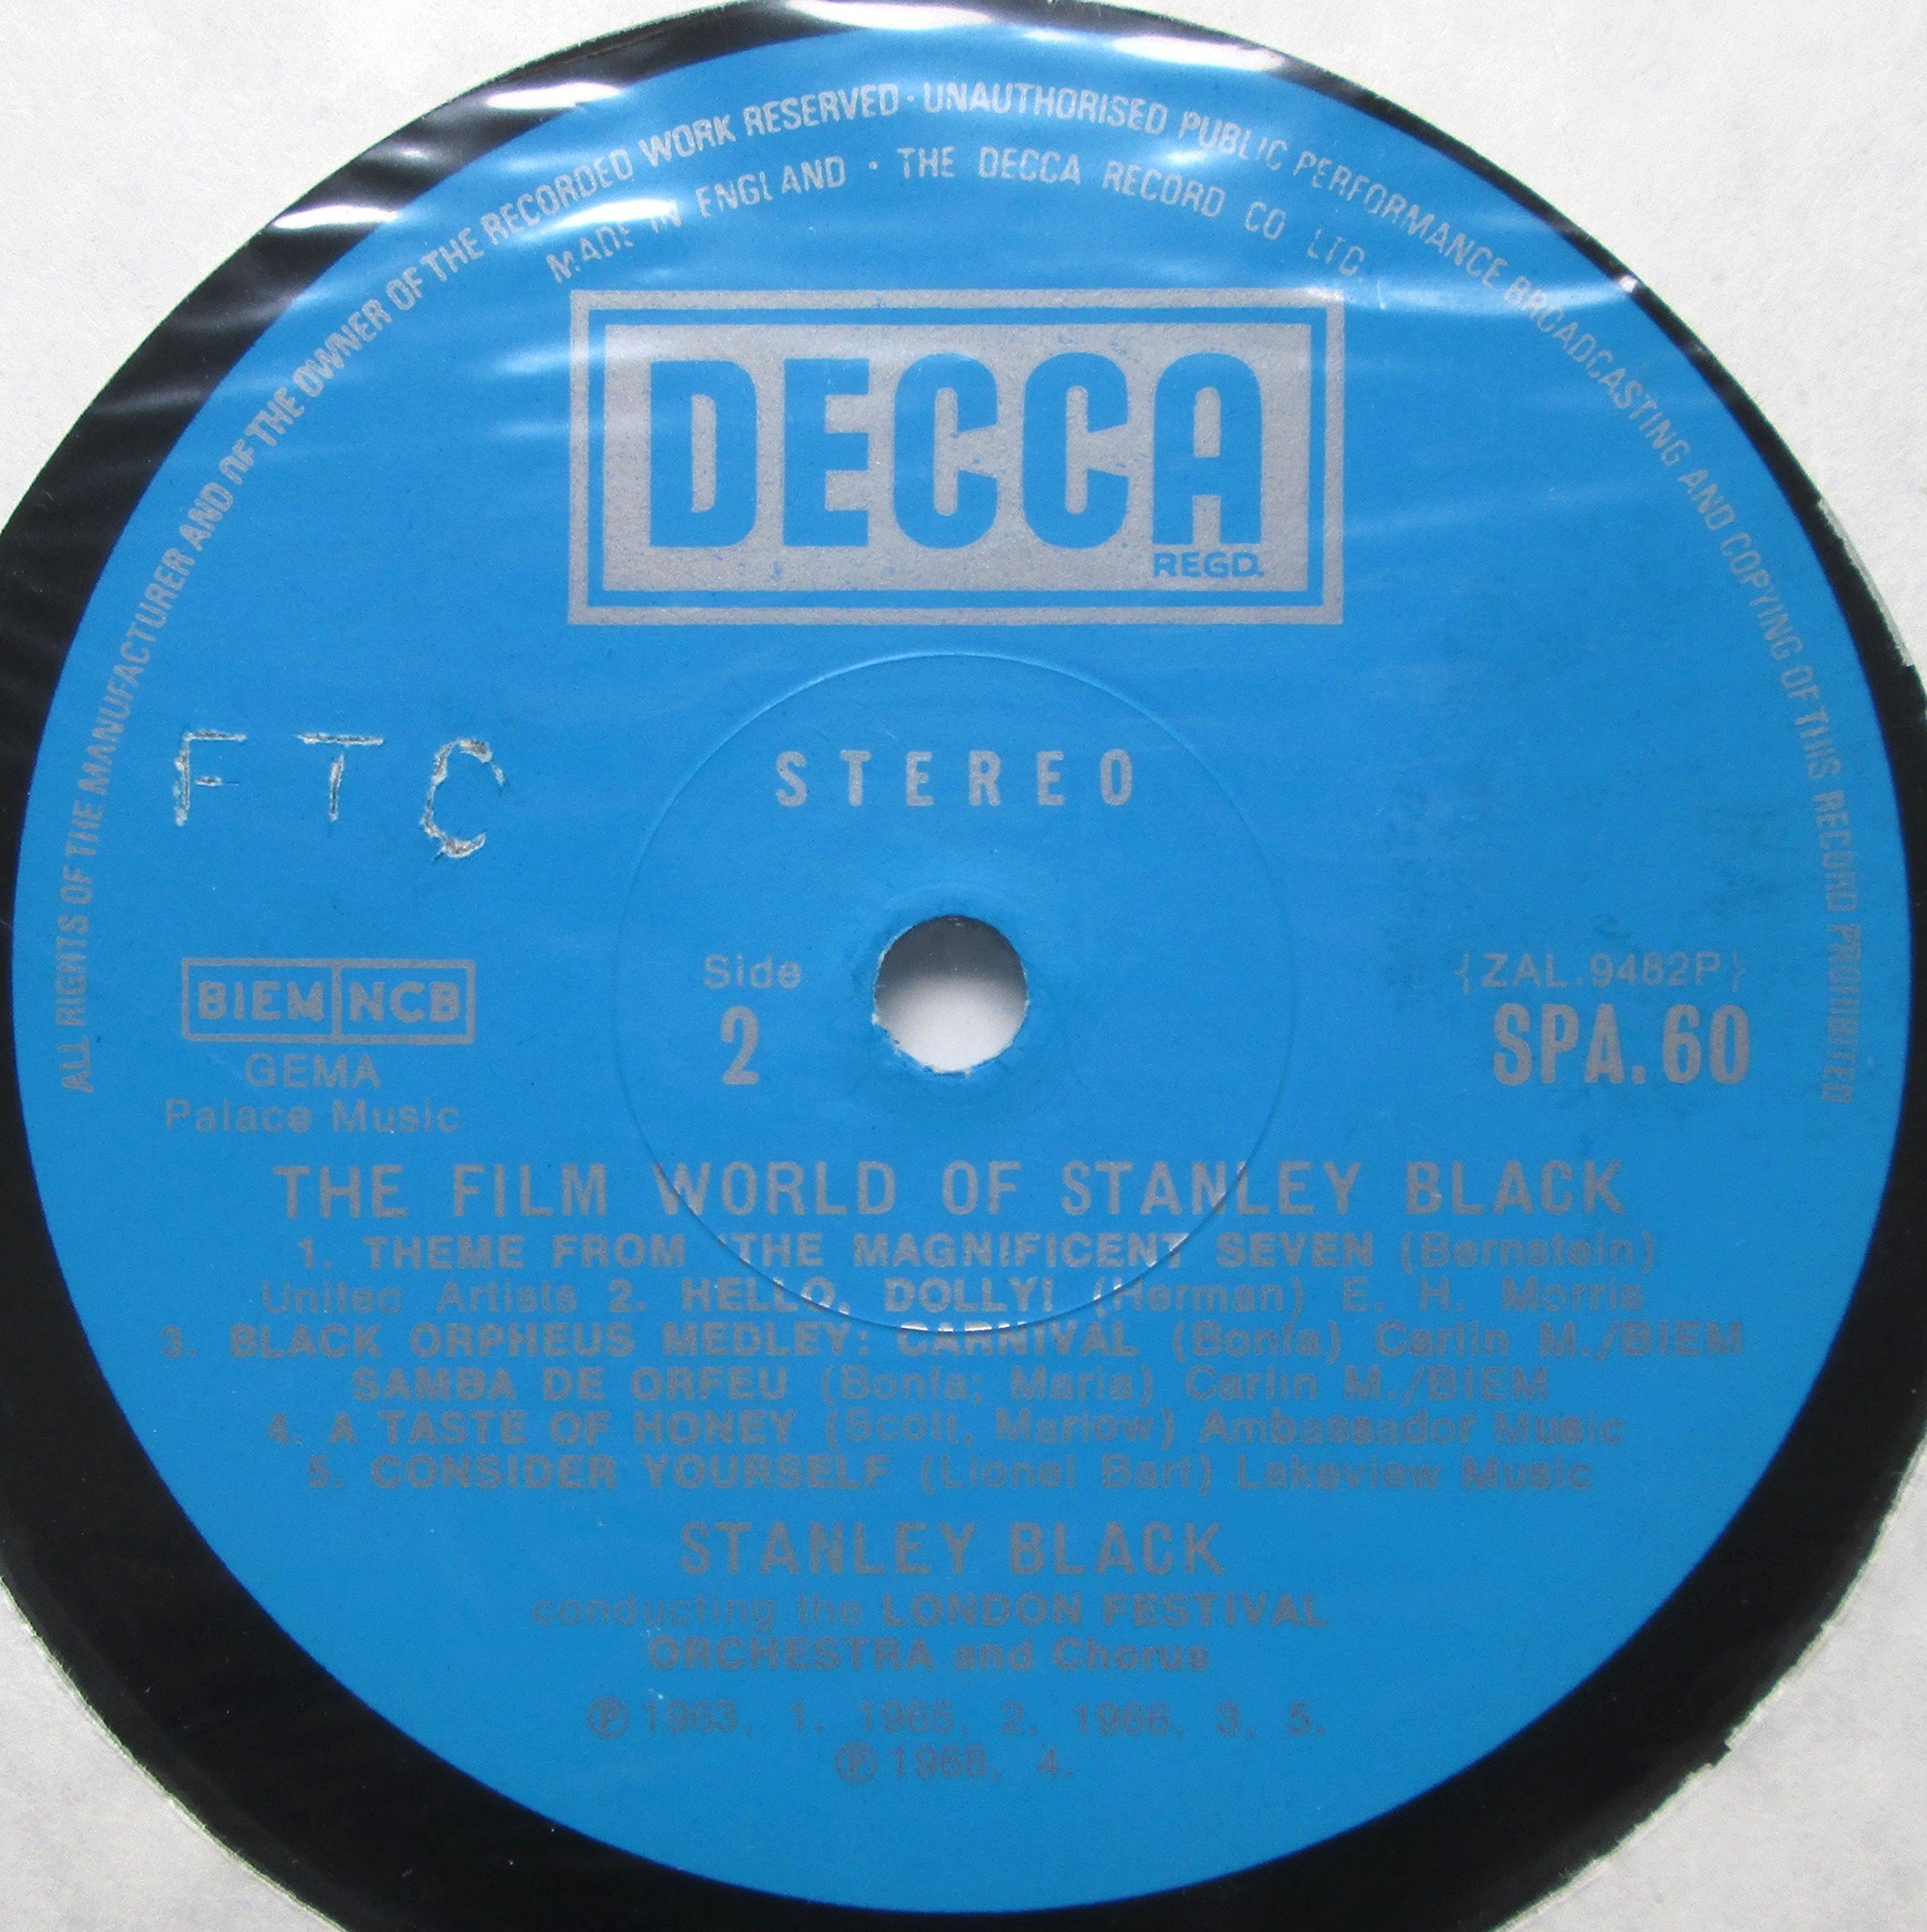 ALL RIGHTS OF THE MANUFACTURER AND OF THE OWNER OF THE RECORDED WORK RESERVED · UNAUTHORISED PUBLIC PERFORMANCE BROADCASTING AND COPYING OF THIS RECORD PROHIBITED
MADE IN ENGLAND · THE DECCA RECORD CO LTD.
DECCA
REGD.
FTC
STEREO
BIEM NCB
GEMA
Palace Music
Side
2
{ZAL.9482P}
SPA.60
THE FILM WORLD OF STANLEY BLACK
1. THEME FROM 'THE MAGNIFICENT SEVEN (Bernstein)
United Artists 2. HELLO, DOLLY! (Herman) E. H. Morris
3. BLACK ORPHEUS MEDLEY: CARNIVAL (Bonfa) Carlin M./BIEM
SAMBA DE ORFEU (Bonfa; Maria) Carlin M./BIEM
4. A TASTE OF HONEY (Scott, Marlow) Ambassador Music
5. CONSIDER YOURSELF (Lionel Bart) Lakeview Music
STANLEY BLACK
conducting the LONDON FESTIVAL
ORCHESTRA and Chorus
℗ 1963, 1. 1965, 2. 1966, 3, 5.
℗ 1968, 4.